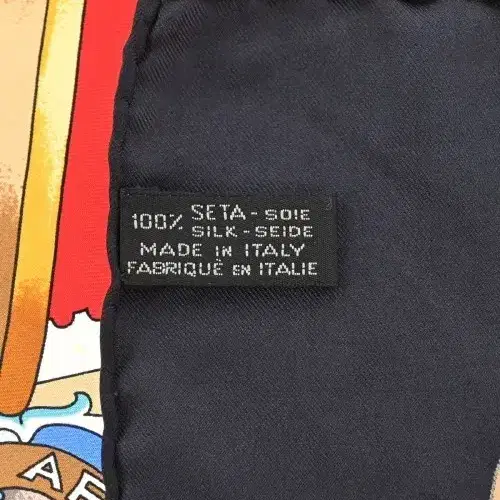 100% SETA - SOIE
SILK - SEIDE
MADE IN ITALY
FABRIQUÈ EN ITALIE